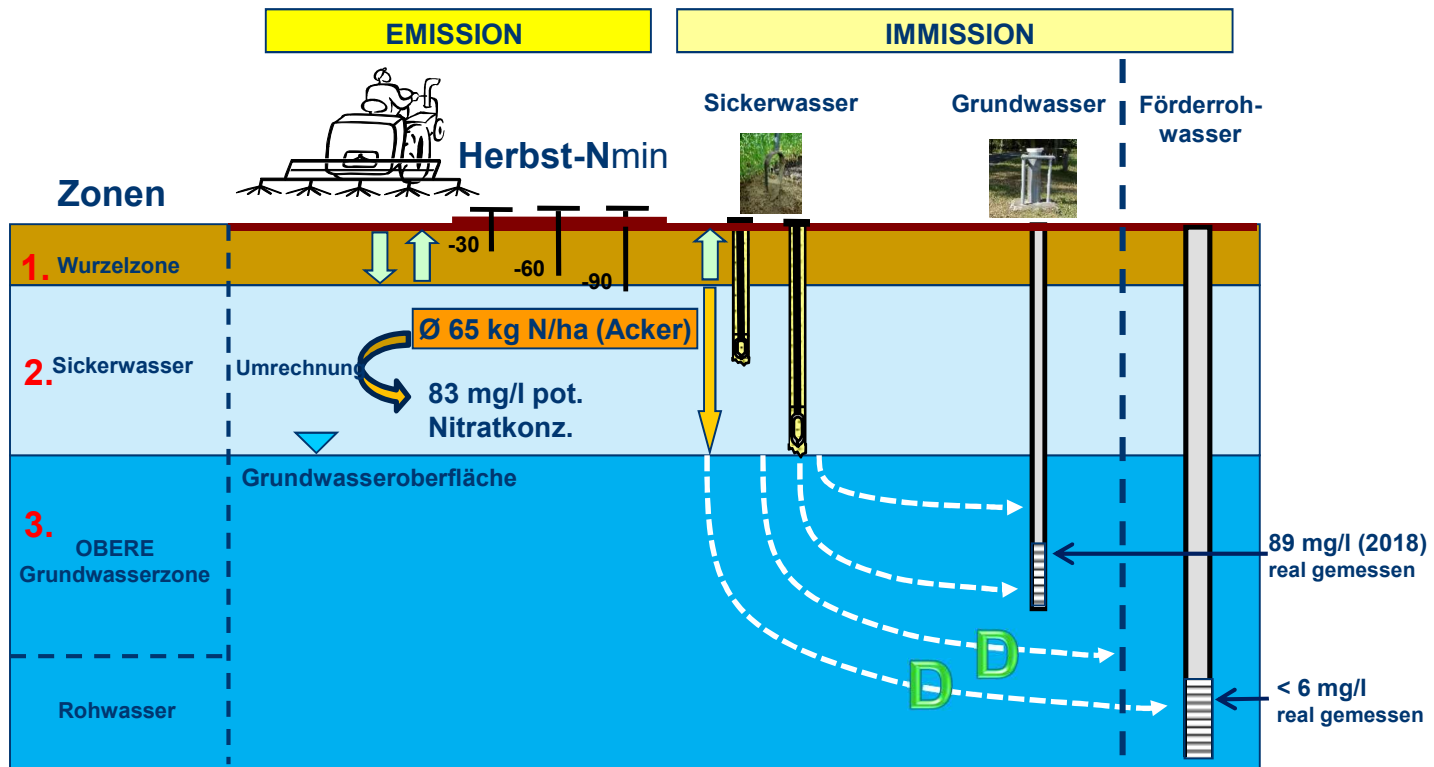 EMISSION
IMMISSION
Sickerwasser
Grundwasser
Förderroh-
wasser
Herbst-Nmin
Zonen
-30
-60
-90
1. Wurzelzone
Ø 65 kg N/ha (Acker)
2. Sickerwasser
Umrechnung
83 mg/l pot.
Nitratkonz.
Grundwasseroberfläche
3.
OBERE
Grundwasserzone
89 mg/l (2018)
real gemessen
D
D
Rohwasser
< 6 mg/l
real gemessen